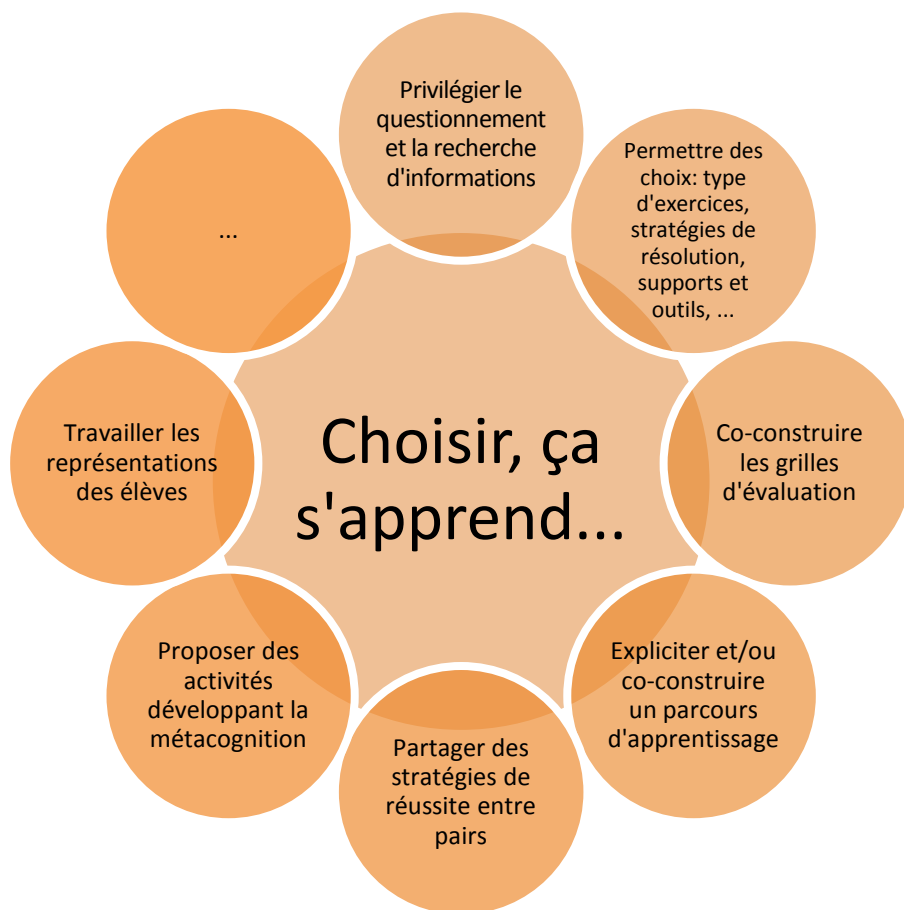 Privilégier le
questionnement
et la recherche
d'informations
Permettre des
choix: type
d'exercices,
stratégies de
résolution,
supports et
outils, ...
Co-construire
les grilles
d'évaluation
Expliciter et/ou
co-construire
un parcours
d'apprentissage
Partager des
stratégies de
réussite entre
pairs
Proposer des
activités
développant la
métacognition
Travailler les
représentations
des élèves
...
Choisir, ça
s'apprend...